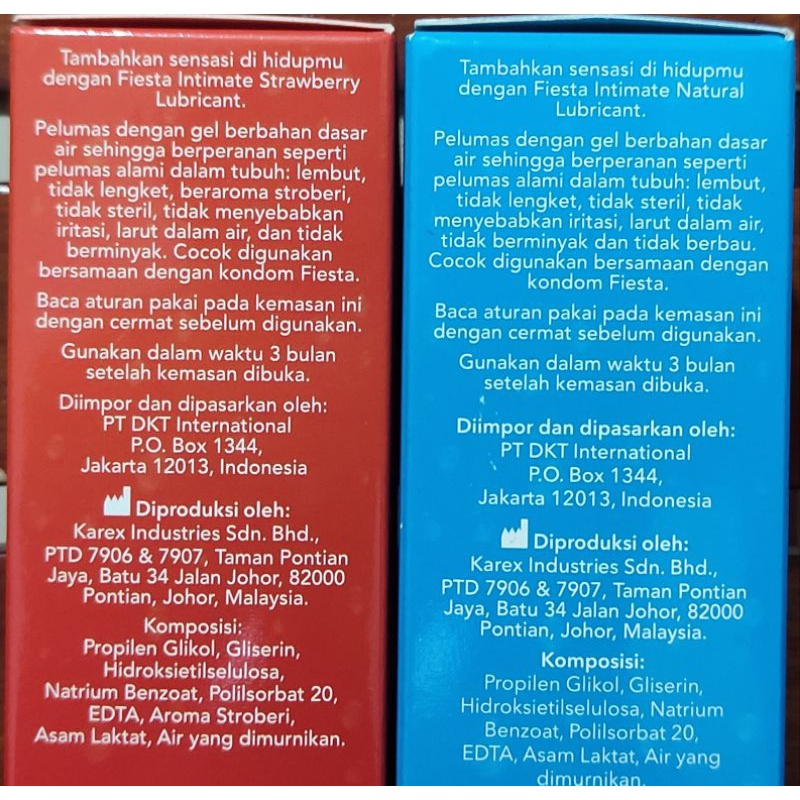 Tambahkan sensasi di hidupmu
dengan Fiesta Intimate Strawberry
Lubricant.
Pelumas dengan gel berbahan dasar
air sehingga berperanan seperti
pelumas alami dalam tubuh: lembut,
tidak lengket, beraroma stroberi,
tidak steril, tidak menyebabkan
iritasi, larut dalam air, dan tidak
berminyak. Cocok digunakan
bersamaan dengan kondom Fiesta.
Baca aturan pakai pada kemasan ini
dengan cermat sebelum digunakan.
Gunakan dalam waktu 3 bulan
setelah kemasan dibuka.
Diimpor dan dipasarkan oleh:
PT DKT International
P.O. Box 1344,
Jakarta 12013, Indonesia
Diproduksi oleh:
Karex Industries Sdn. Bhd.,
PTD 7906 & 7907, Taman Pontian
Jaya, Batu 34 Jalan Johor, 82000
Pontian, Johor, Malaysia.
Komposisi:
Propilen Glikol, Gliserin,
Hidroksietilselulosa,
Natrium Benzoat, Polilsorbat 20,
EDTA, Aroma Stroberi,
Asam Laktat, Air yang dimurnikan.
Tambahkan sensasi di hidupmu
dengan Fiesta Intimate Natural
Lubricant.
Pelumas dengan gel berbahan dasar
air sehingga berperanan seperti
pelumas alami dalam tubuh: lembut,
tidak lengket, tidak steril, tidak
menyebabkan iritasi, larut dalam air,
tidak berminyak dan tidak berbau.
Cocok digunakan bersamaan dengan
kondom Fiesta.
Baca aturan pakai pada kemasan ini
dengan cermat sebelum digunakan.
Gunakan dalam waktu 3 bulan
setelah kemasan dibuka.
Diimpor dan dipasarkan oleh:
PT DKT International
P.O. Box 1344,
Jakarta 12013, Indonesia
Diproduksi oleh:
Karex Industries Sdn. Bhd.,
PTD 7906 & 7907, Taman Pontian
Jaya, Batu 34 Jalan Johor, 82000
Pontian, Johor, Malaysia.
Komposisi:
Propilen Glikol, Gliserin,
Hidroksietilselulosa, Natrium
Benzoat, Polilsorbat 20,
EDTA, Asam Laktat, Air yang
dimurnikan.